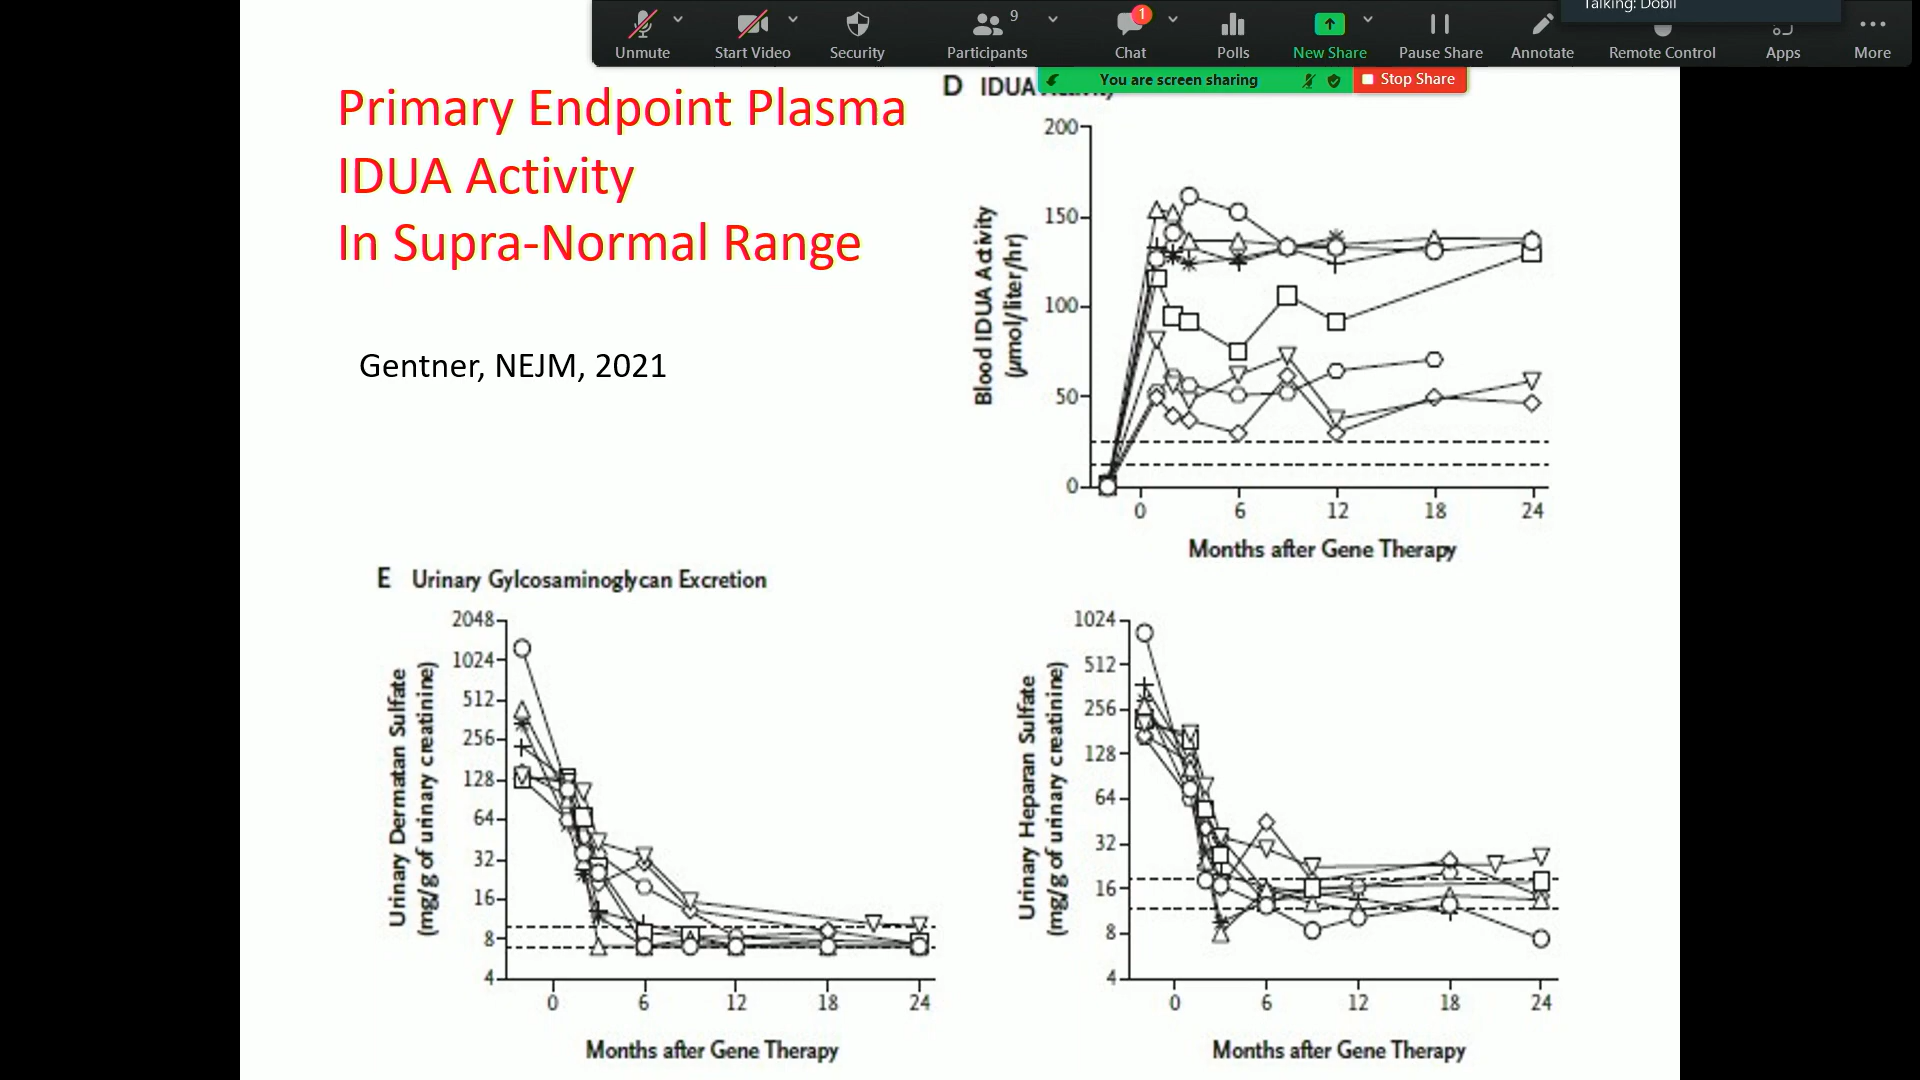 Talking: Dobil
9
1
Unmute
Start Video
Security
Participants
Chat
Polls
New Share
Pause Share
Annotate
Remote Control
Apps
More
You are screen sharing
Stop Share
Primary Endpoint Plasma
IDUA Activity
In Supra-Normal Range
Gentner, NEJM, 2021
D IDUA Activity
Blood IDUA Activity
(µmol/liter/hr)
200
150
100
50
0
0 6 12 18 24
Months after Gene Therapy
E Urinary Gylcosaminoglycan Excretion
Urinary Dermatan Sulfate
(mg/g of urinary creatinine)
2048
1024
512
256
128
64
32
16
8
4
0 6 12 18 24
Months after Gene Therapy
Urinary Heparan Sulfate
(mg/g of urinary creatinine)
1024
512
256
128
64
32
16
8
4
0 6 12 18 24
Months after Gene Therapy